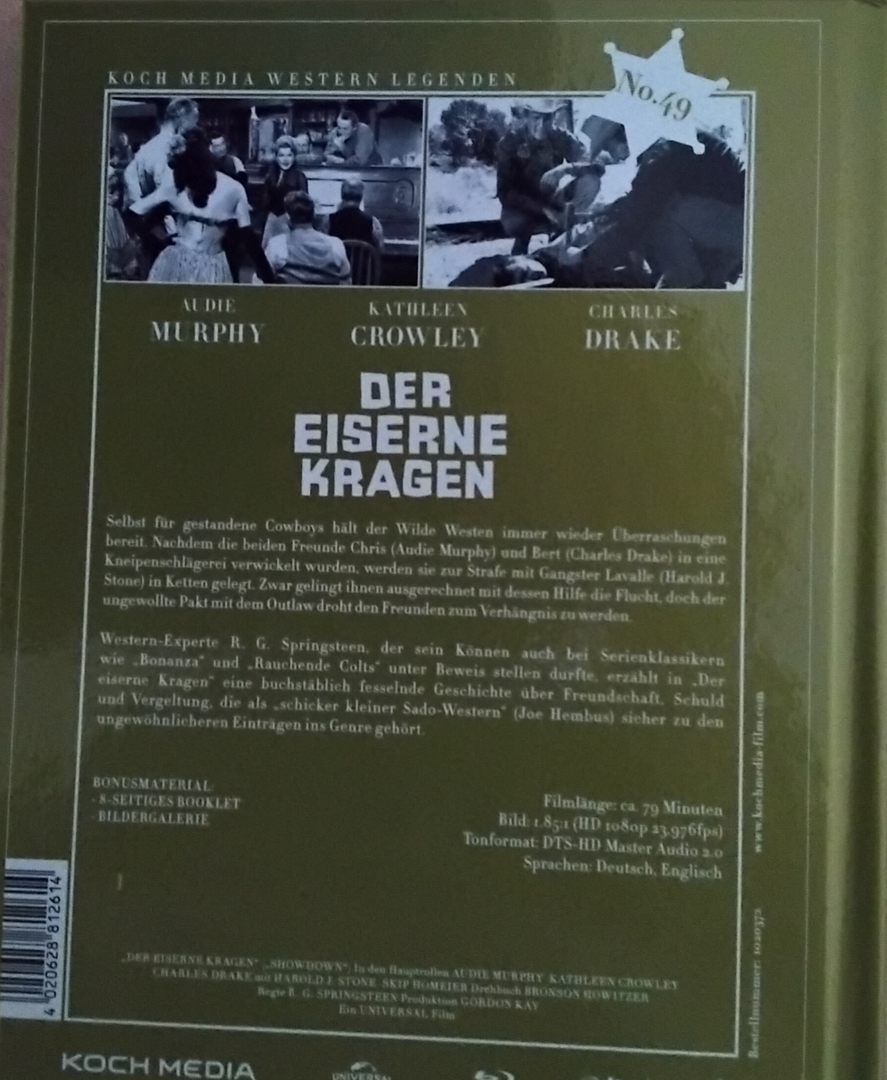 KOCH MEDIA WESTERN LEGENDEN
No.49
AUDIE KATHLEEN CHARLES
MURPHY CROWLEY DRAKE
DER
EISERNE
KRAGEN
Selbst für gestandene Cowboys hält der Wilde Westen immer wieder Überraschungen
bereit. Nachdem die beiden Freunde Chris (Audie Murphy) und Bert (Charles Drake) in eine
Kneipenschlägerei verwickelt wurden, werden sie zur Strafe mit Gangster Lavalle (Harold J.
Stone) in Ketten gelegt. Zwar gelingt ihnen ausgerechnet mit dessen Hilfe die Flucht, doch der
ungewollte Pakt mit dem Outlaw droht den Freunden zum Verhängnis zu werden.
Western-Experte R. G. Springsteen, der sein Können auch bei Serienklassikern
wie „Bonanza“ und „Rauchende Colts“ unter Beweis stellen durfte, erzählt in „Der
eiserne Kragen“ eine buchstäblich fesselnde Geschichte über Freundschaft, Schuld
und Vergeltung, die als „schicker kleiner Sado-Western“ (Joe Hembus) sicher zu den
ungewöhnlicheren Einträgen ins Genre gehört.
BONUSMATERIAL:
- 8-SEITIGES BOOKLET
- BILDERGALERIE
Filmlänge: ca. 79 Minuten
Bild: 1.85:1 (HD 1080p 23.976fps)
Tonformat: DTS-HD Master Audio 2.0
Sprachen: Deutsch, Englisch
„DER EISERNE KRAGEN“ („SHOWDOWN“) In den Hauptrollen AUDIE MURPHY KATHLEEN CROWLEY
CHARLES DRAKE mit HAROLD J. STONE SKIP HOMEIER Drehbuch BRONSON HOWITZER
Regie R. G. SPRINGSTEEN Produktion GORDON KAY
Ein UNIVERSAL Film
www.kochmedia-film.com
Bestellnummer: 1020372
4 020628 812614
KOCH MEDIA
UNIVERSAL